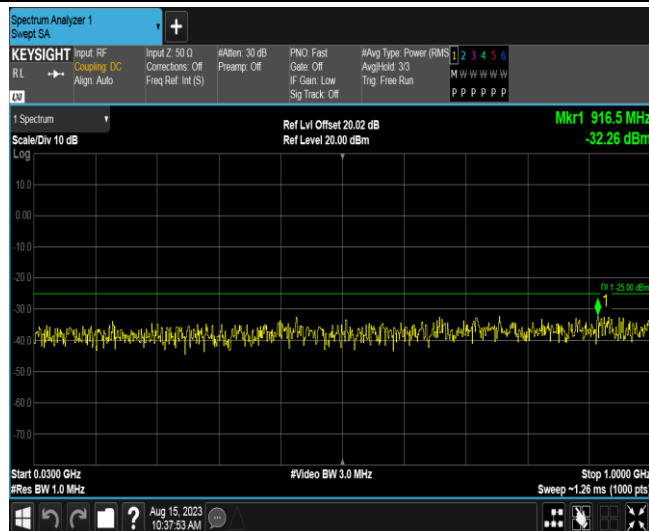 Spectrum Analyzer 1
Swept SA
+
KEYSIGHT
RL
LXI
Input: RF
Coupling: DC
Align: Auto
Input Z: 50 Ω
Corrections: Off
Freq Ref: Int (S)
#Atten: 30 dB
Preamp: Off
PNO: Fast
Gate: Off
IF Gain: Low
Sig Track: Off
#Avg Type: Power (RMS
Avg|Hold: 3/3
Trig: Free Run
1 2 3 4 5 6
M W W W W W
P P P P P P
1 Spectrum
Scale/Div 10 dB
Log
Ref Lvl Offset 20.02 dB
Ref Level 20.00 dBm
Mkr1 916.5 MHz
-32.26 dBm
10.0
0.00
-10.0
-20.0
-30.0
-40.0
-50.0
-60.0
-70.0
DL1 -25.00 dBm
1
Start 0.0300 GHz
#Res BW 1.0 MHz
#Video BW 3.0 MHz
Stop 1.0000 GHz
Sweep ~1.26 ms (1000 pts)
?
Aug 15, 2023
10:37:53 AM